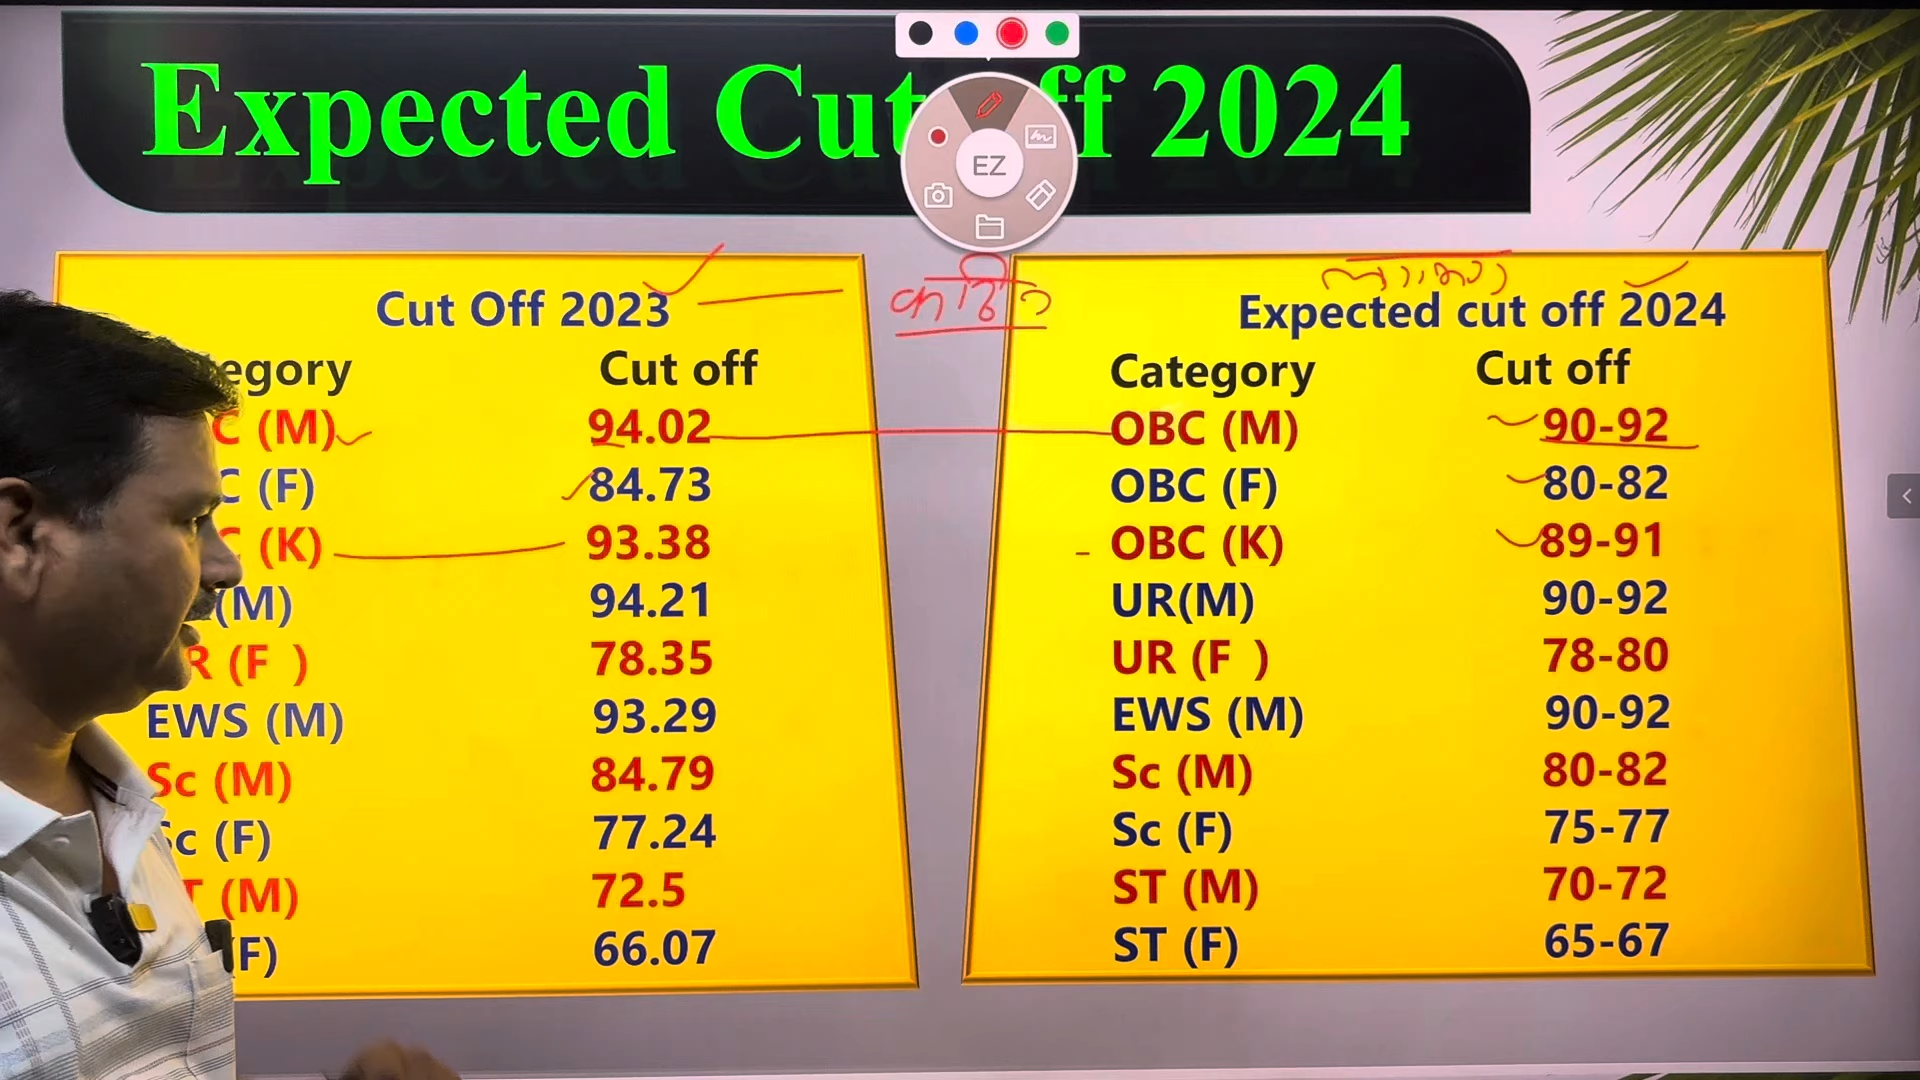 Expected Cut ff 2024
EZ
Cut Off 2023
egory Cut off
C (M) 94.02
C (F) 84.73
C (K) 93.38
(M) 94.21
R (F ) 78.35
EWS (M) 93.29
Sc (M) 84.79
Sc (F) 77.24
T (M) 72.5
(F) 66.07
कठिन
Expected cut off 2024
Category Cut off
OBC (M) 90-92
OBC (F) 80-82
OBC (K) 89-91
UR(M) 90-92
UR (F ) 78-80
EWS (M) 90-92
Sc (M) 80-82
Sc (F) 75-77
ST (M) 70-72
ST (F) 65-67